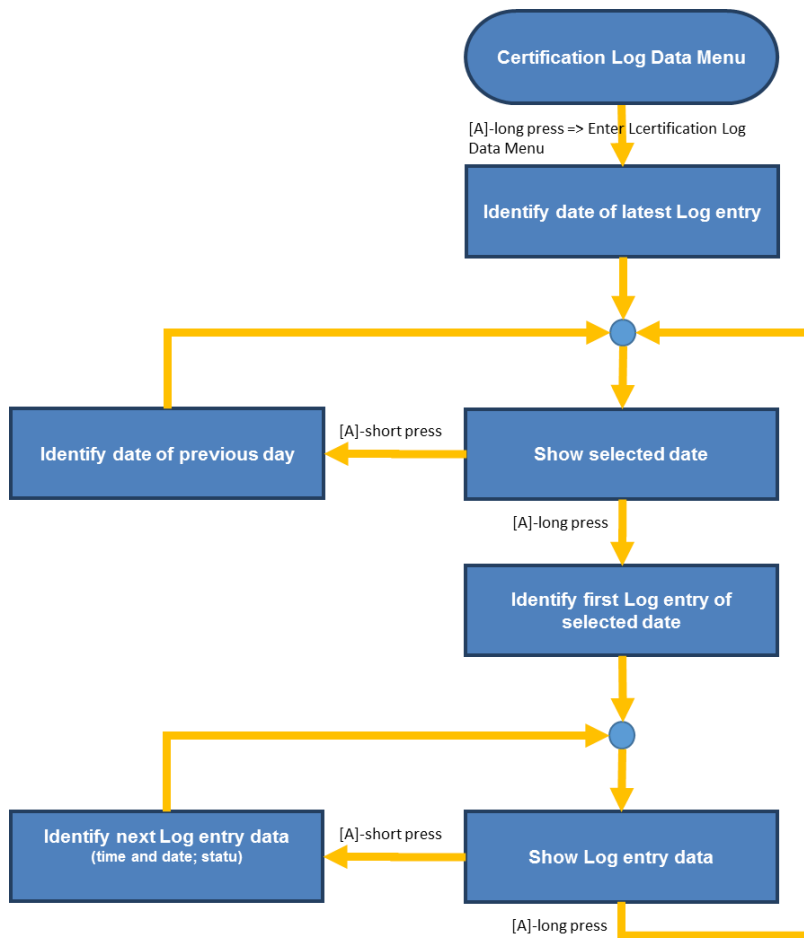 Certification Log Data Menu
[A]-long press => Enter Lcertification Log
Data Menu
Identify date of latest Log entry
Identify date of previous day
[A]-short press
Show selected date
[A]-long press
Identify first Log entry of
selected date
Identify next Log entry data
(time and date; statu)
[A]-short press
Show Log entry data
[A]-long press